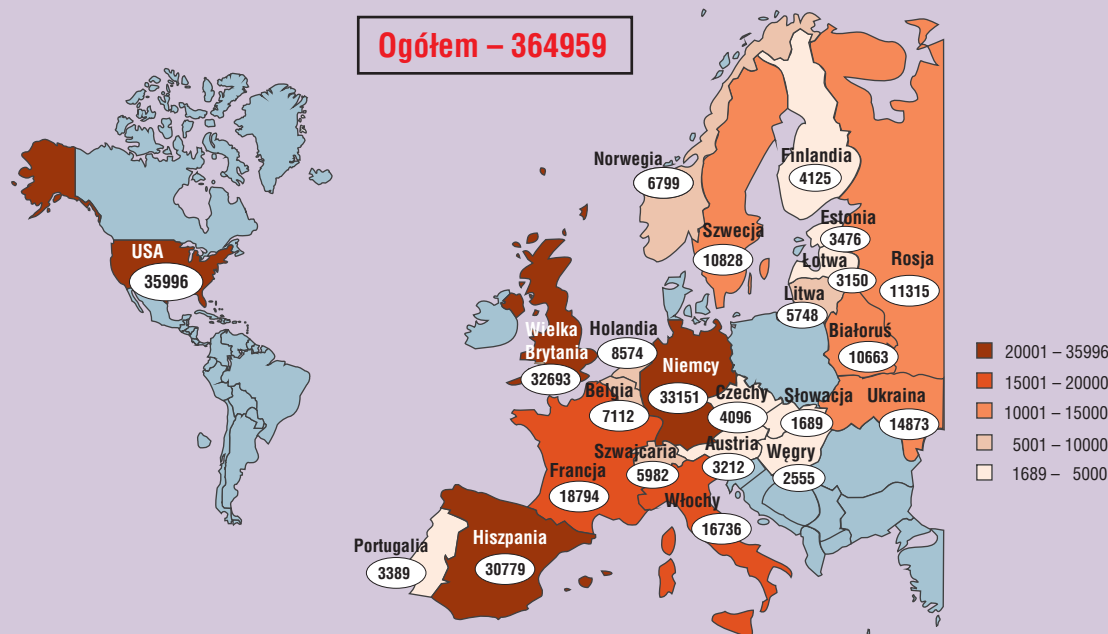 Ogółem – 364959
Norwegia
6799
Finlandia
4125
Szwecja
10828
Estonia
3476
Łotwa
3150
Rosja
11315
USA
35996
Litwa
5748
Wielka
Brytania
32693
Holandia
8574
Niemcy
33151
Białoruś
10663
Belgia
7112
Czechy
4096
Słowacja
1689
Ukraina
14873
Szwajcaria
5982
Austria
3212
Węgry
2555
Francja
18794
Włochy
16736
Portugalia
3389
Hiszpania
30779
20001 – 35996
15001 – 20000
10001 – 15000
5001 – 10000
1689 – 5000